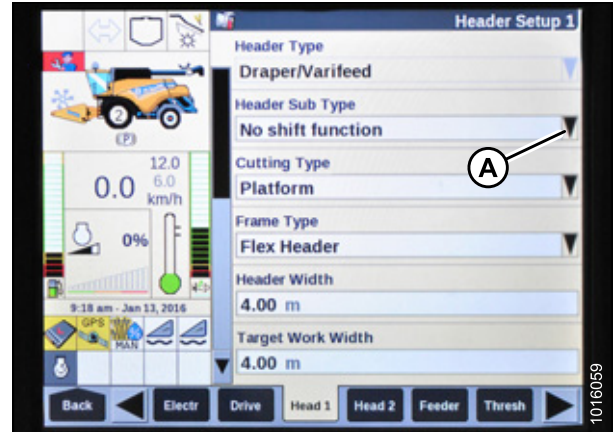 Header Setup 1
Header Type
Draper/Varifeed
Header Sub Type
No shift function
A
Cutting Type
Platform
Frame Type
Flex Header
Header Width
4.00 m
Target Work Width
4.00 m
2
(P)
12.0
0.0 6.0
km/h
0%
9:18 am - Jan 13, 2016
GPS
MAN
%
Back
Electr
Drive
Head 1
Head 2
Feeder
Thresh
1016059